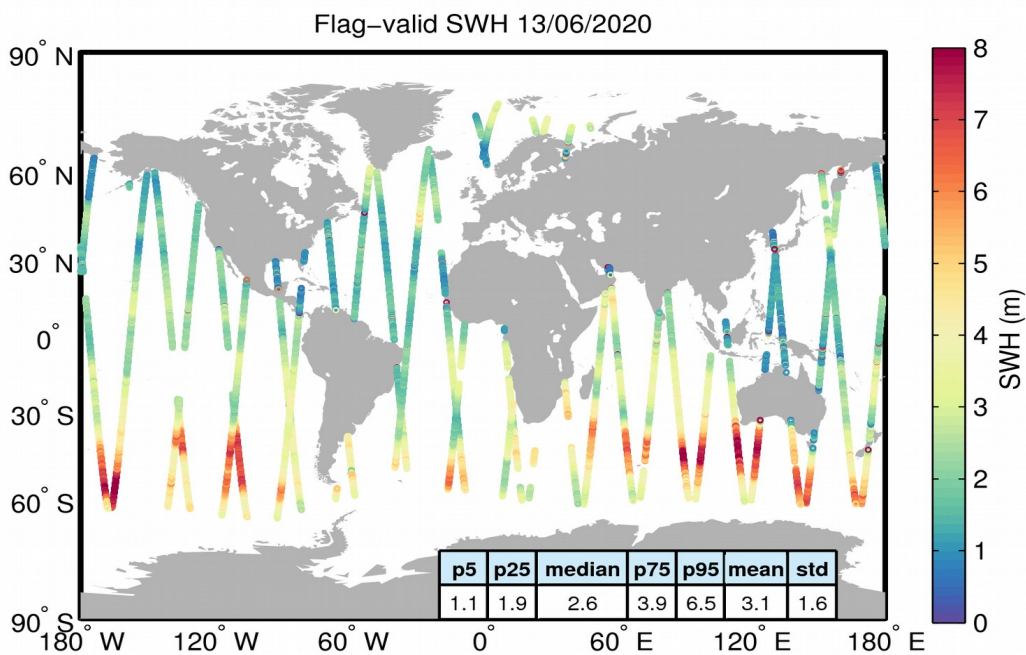 Flag−valid SWH 13/06/2020
90° N
60° N
30° N
0°
30° S
60° S
90° S
180° W
120° W
60° W
0°
60° E
120° E
180° E
p5 p25 median p75 p95 mean std
1.1 1.9 2.6 3.9 6.5 3.1 1.6
8
7
6
5
4
3
2
1
0
SWH (m)